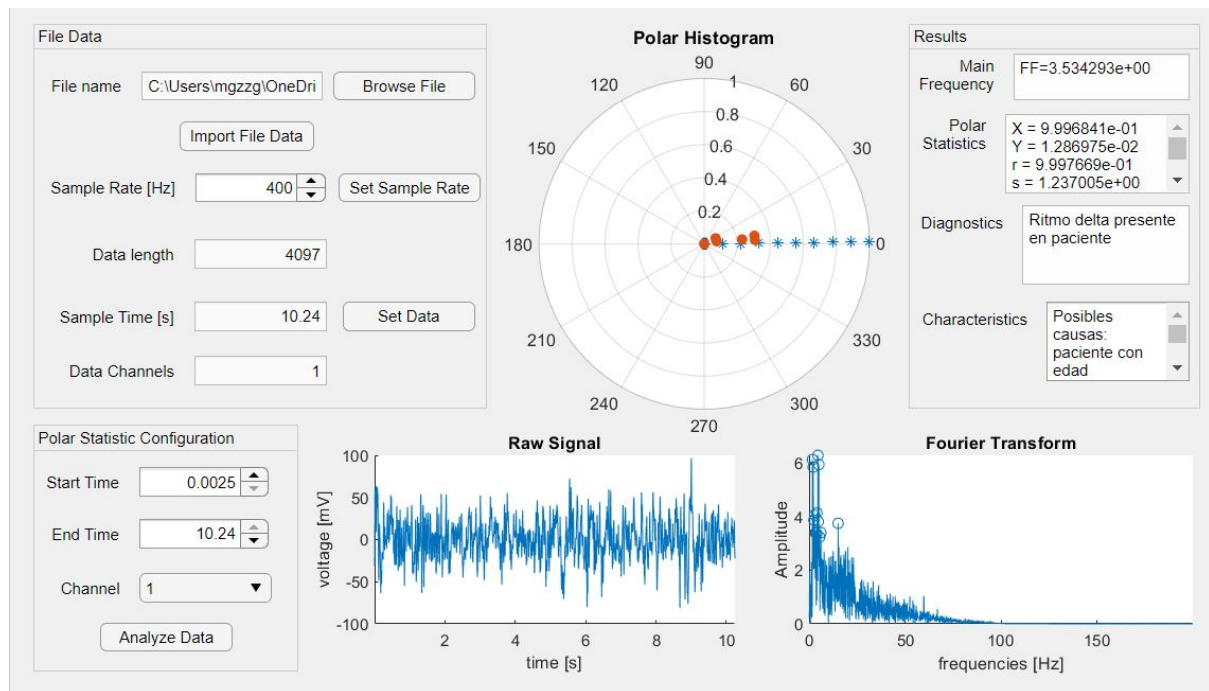 File Data
File name C:\Users\mgzzg\OneDri Browse File
Import File Data
Sample Rate [Hz] 400 Set Sample Rate
Data length 4097
Sample Time [s] 10.24 Set Data
Data Channels 1
Polar Histogram
90
120 1 60
0.8
150 0.6 30
0.4
0.2
180 0
210 330
240 300
270
Results
Main
Frequency
FF=3.534293e+00
Polar
Statistics
X = 9.996841e-01
Y = 1.286975e-02
r = 9.997669e-01
s = 1.237005e+00
Diagnostics
Ritmo delta presente
en paciente
Characteristics
Posibles
causas:
paciente con
edad
Polar Statistic Configuration
Start Time 0.0025
End Time 10.24
Channel 1
Analyze Data
Raw Signal
100
50
0
-50
-100
voltage [mV]
2 4 6 8 10
time [s]
Fourier Transform
6
4
2
0
Amplitude
0 50 100 150
frequencies [Hz]